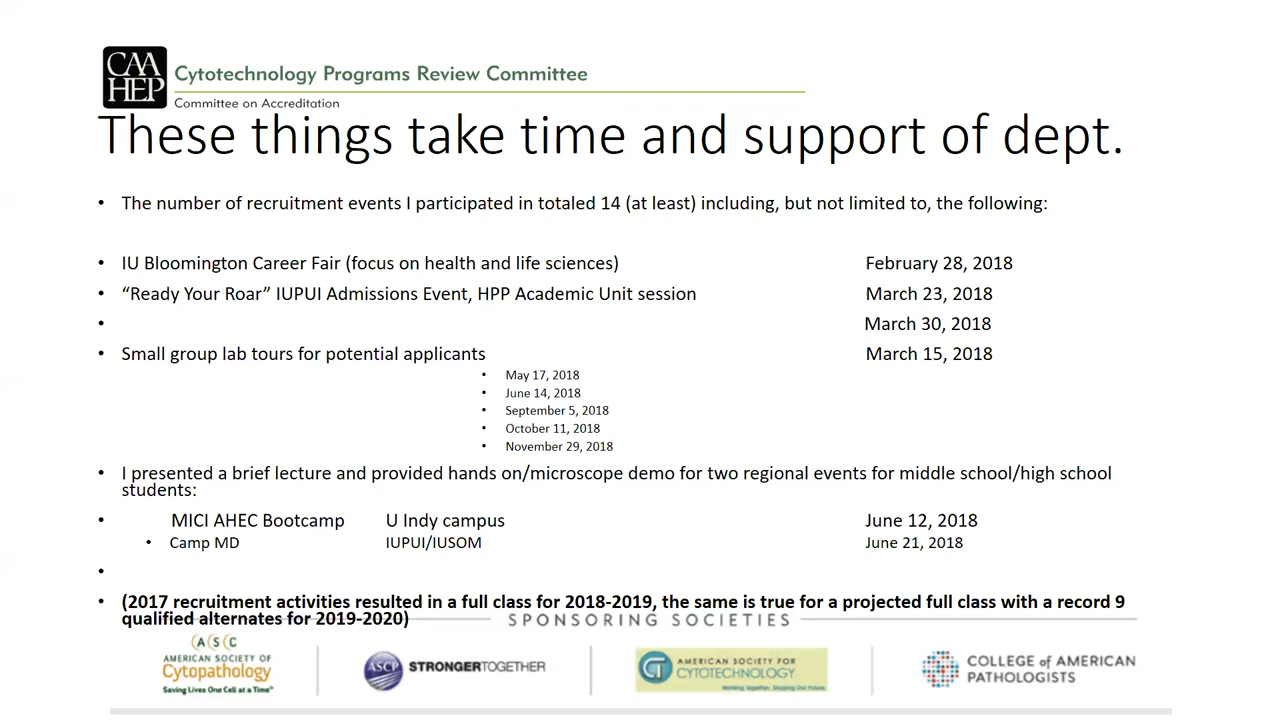 CAA
HEP
Cytotechnology Programs Review Committee
Committee on Accreditation
These things take time and support of dept.
• The number of recruitment events I participated in totaled 14 (at least) including, but not limited to, the following:
• IU Bloomington Career Fair (focus on health and life sciences) February 28, 2018
• “Ready Your Roar” IUPUI Admissions Event, HPP Academic Unit session March 23, 2018
• March 30, 2018
• Small group lab tours for potential applicants March 15, 2018
• May 17, 2018
• June 14, 2018
• September 5, 2018
• October 11, 2018
• November 29, 2018
• I presented a brief lecture and provided hands on/microscope demo for two regional events for middle school/high school
students:
• MICI AHEC Bootcamp U Indy campus June 12, 2018
• Camp MD IUPUI/IUSOM June 21, 2018
•
• (2017 recruitment activities resulted in a full class for 2018-2019, the same is true for a projected full class with a record 9
qualified alternates for 2019-2020)
SPONSORING SOCIETIES
ASC
AMERICAN SOCIETY OF
Cytopathology
Saving Lives One Cell at a Time™
ASCP STRONGERTOGETHER
AMERICAN SOCIETY FOR
CYTOTECHNOLOGY
Working Together, Shaping Our Future.
COLLEGE of AMERICAN
PATHOLOGISTS